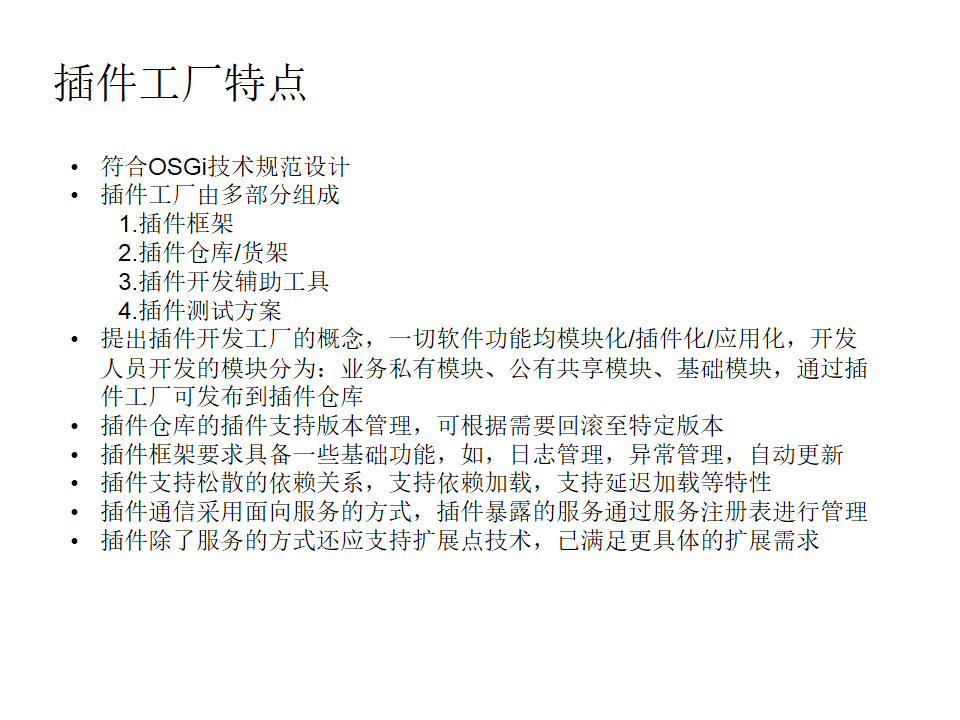 插件工厂特点
• 符合OSGi技术规范设计
• 插件工厂由多部分组成
1.插件框架
2.插件仓库/货架
3.插件开发辅助工具
4.插件测试方案
• 提出插件开发工厂的概念，一切软件功能均模块化/插件化/应用化，开发
人员开发的模块分为：业务私有模块、公有共享模块、基础模块，通过插
件工厂可发布到插件仓库
• 插件仓库的插件支持版本管理，可根据需要回滚至特定版本
• 插件框架要求具备一些基础功能，如，日志管理，异常管理，自动更新
• 插件支持松散的依赖关系，支持依赖加载，支持延迟加载等特性
• 插件通信采用面向服务的方式，插件暴露的服务通过服务注册表进行管理
• 插件除了服务的方式还应支持扩展点技术，已满足更具体的扩展需求